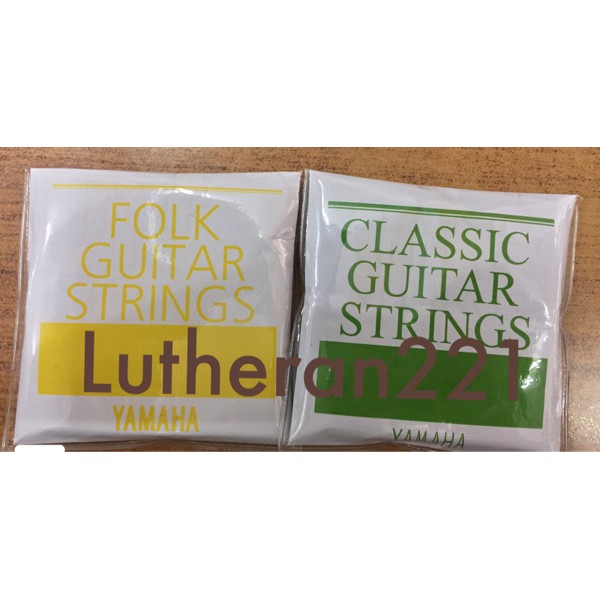 FOLK
GUITAR
STRINGS
YAMAHA
CLASSIC
GUITAR
STRINGS
YAMAHA
Lutheran221